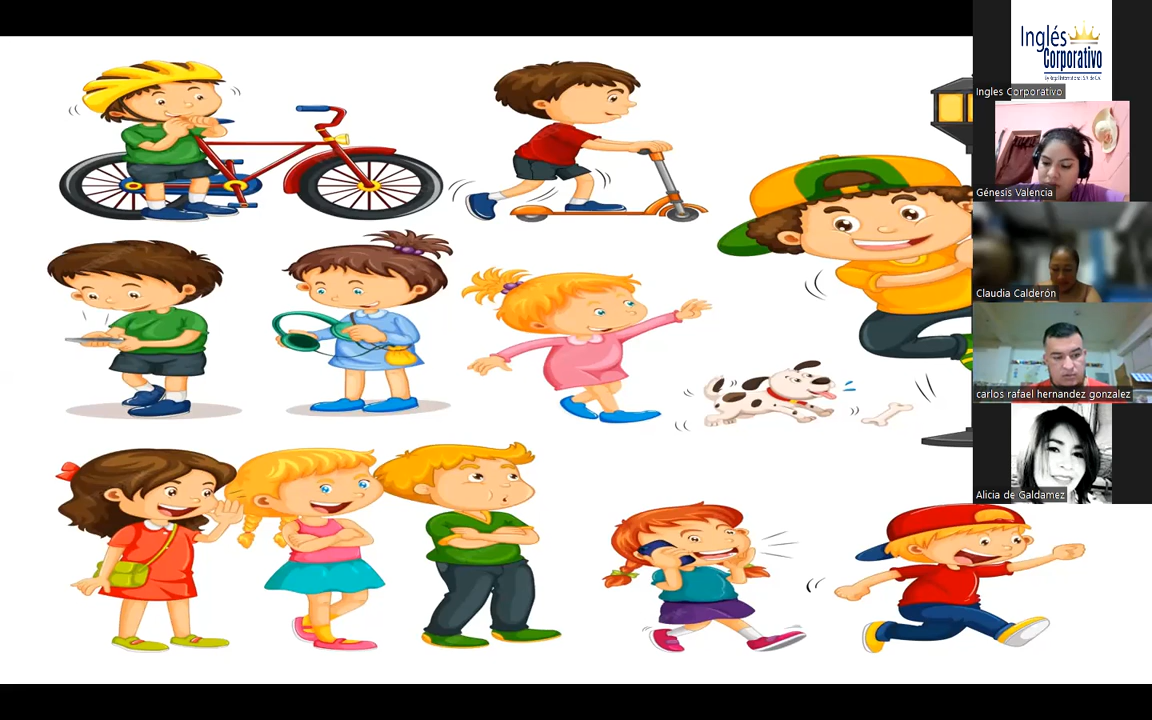 Inglés
Corporativo
Ingles Corporativo
Génesis Valencia
Claudia Calderón
carlos rafael hernandez gonzalez
Alicia de Galdamez